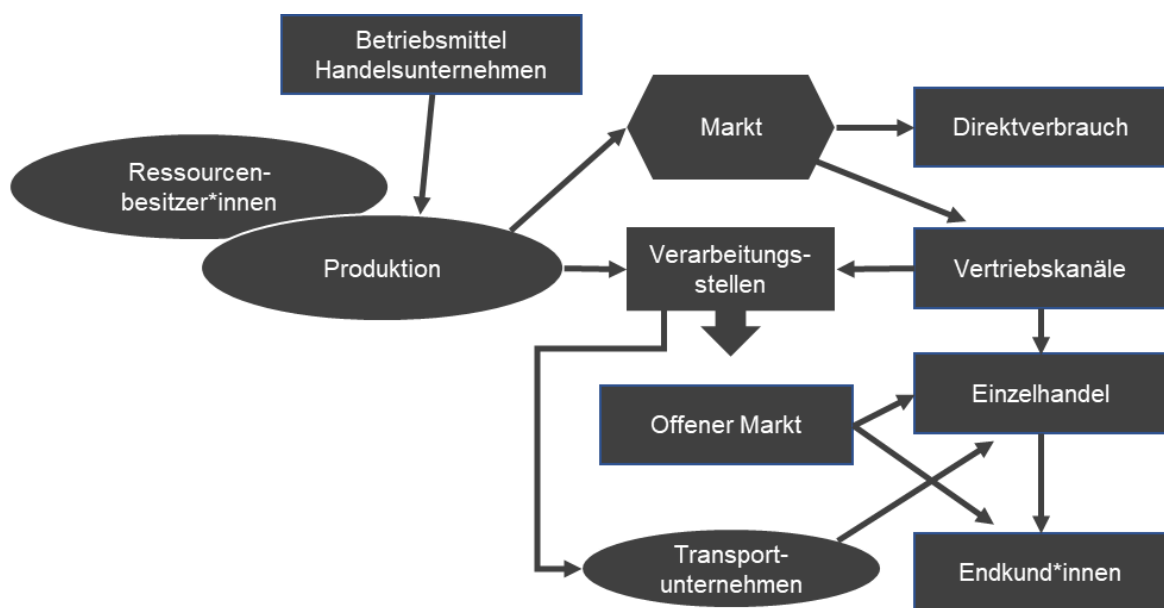 Betriebsmittel
Handelsunternehmen
Markt
Direktverbrauch
Ressourcen-
besitzer*innen
Produktion
Verarbeitungs-
stellen
Vertriebskanäle
Offener Markt
Einzelhandel
Transport-
unternehmen
Endkund*innen